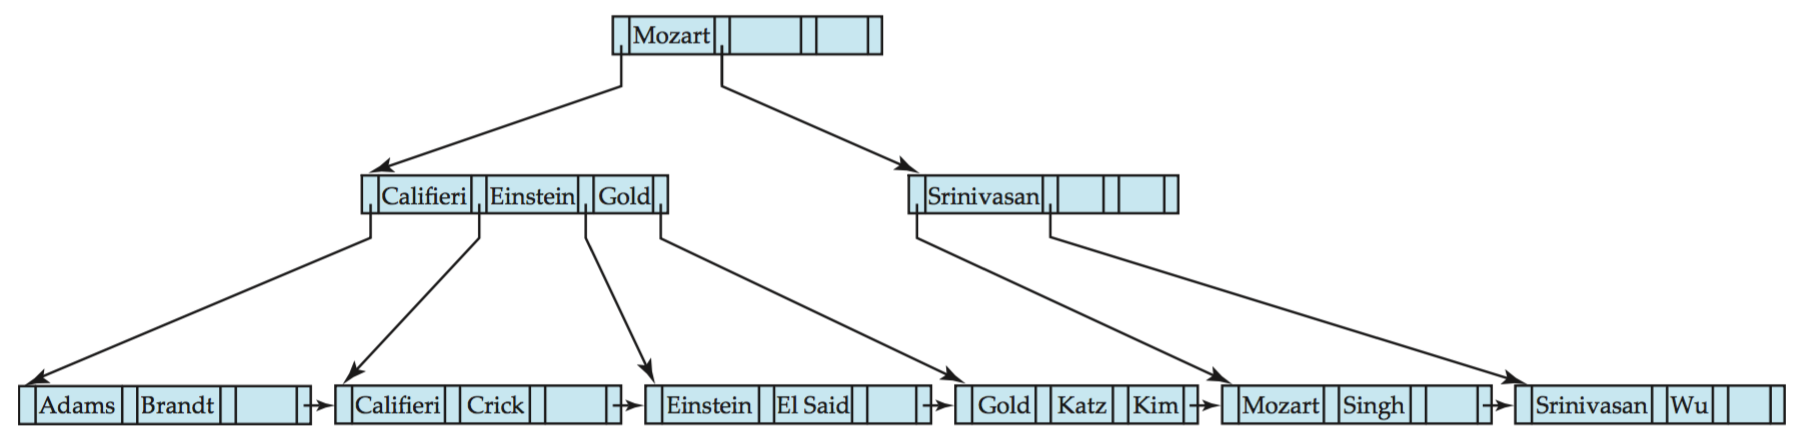 Mozart
Califieri Einstein Gold Srinivasan
Adams Brandt Califieri Crick Einstein El Said Gold Katz Kim Mozart Singh Srinivasan Wu